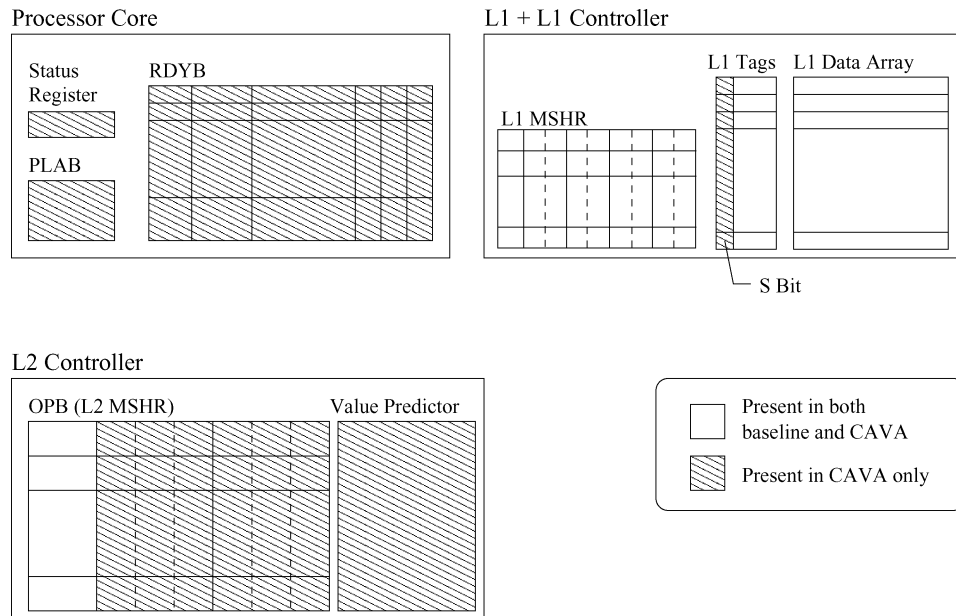 Processor Core
Status
Register
RDYB
PLAB
L1 + L1 Controller
L1 Tags
L1 Data Array
L1 MSHR
S Bit
L2 Controller
OPB (L2 MSHR)
Value Predictor
Present in both
baseline and CAVA
Present in CAVA only